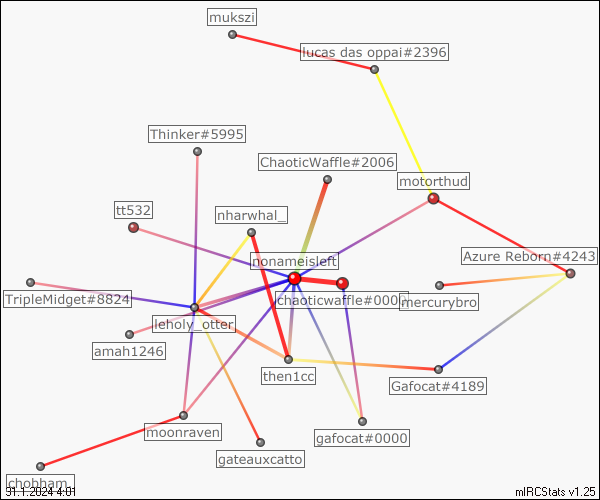 mukszi
lucas das oppai#2396
Thinker#5995
ChaoticWaffle#2006
motorthud
tt532
nharwhal_
nonameisleft
Azure Reborn#4243
TripleMidget#8824
chaoticwaffle#000
mercurybro
leholy_otter
amah1246
then1cc
Gafocat#4189
moonraven
gafocat#0000
gateauxcatto
chobham_
31.1.2024 4:01
mIRCStats v1.25